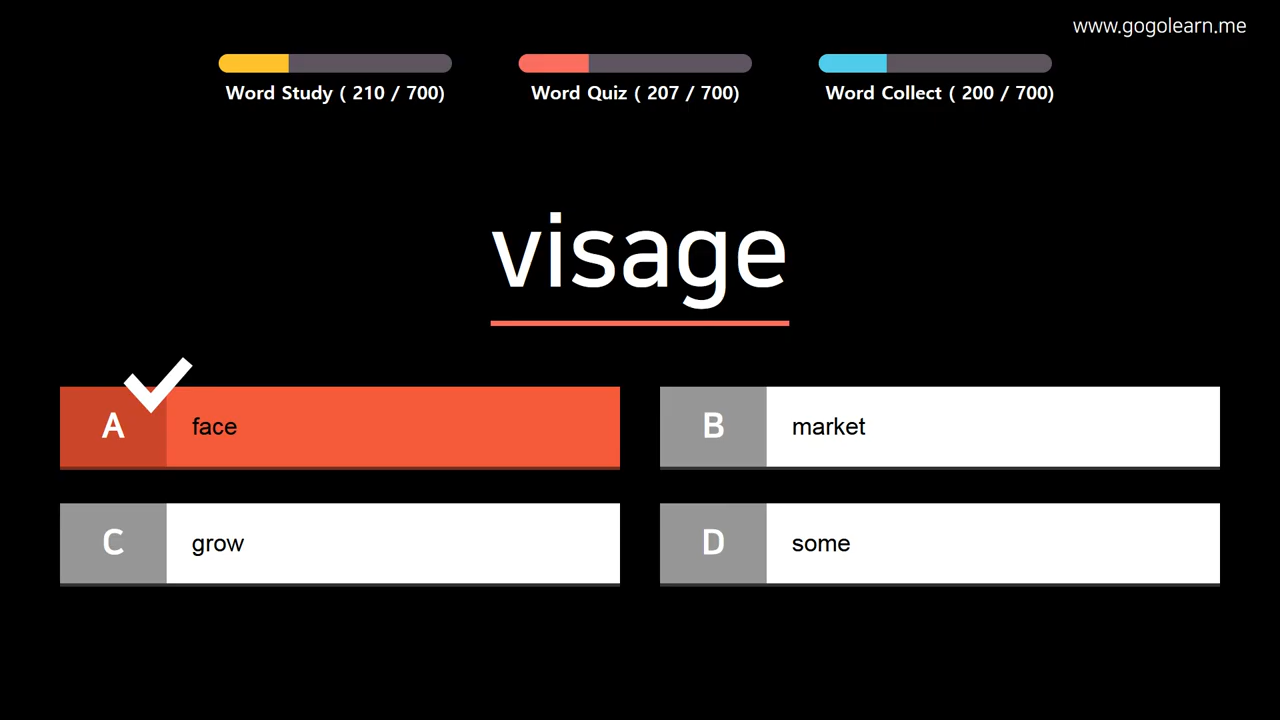 www.gogolearn.me
Word Study ( 210 / 700)
Word Quiz ( 207 / 700)
Word Collect ( 200 / 700)
visage
A face
B market
C grow
D some